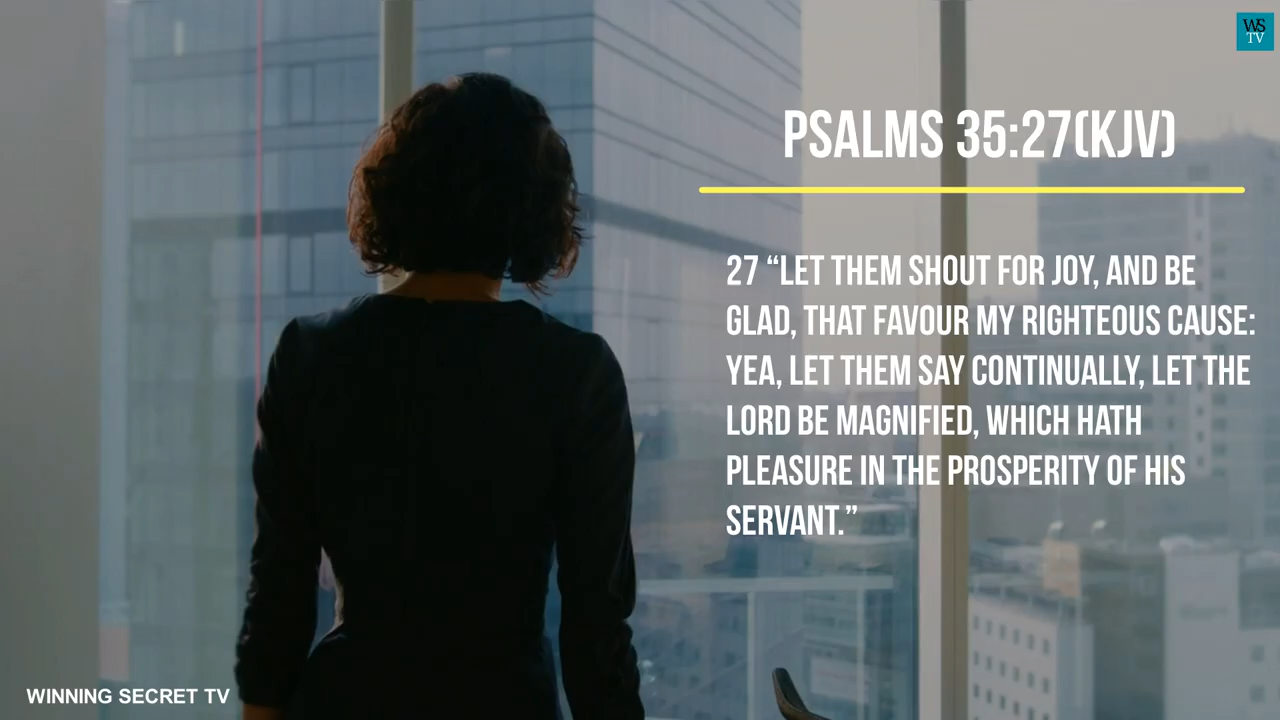 WS
TV
PSALMS 35:27(KJV)
27 “LET THEM SHOUT FOR JOY, AND BE
GLAD, THAT FAVOUR MY RIGHTEOUS CAUSE:
YEA, LET THEM SAY CONTINUALLY, LET THE
LORD BE MAGNIFIED, WHICH HATH
PLEASURE IN THE PROSPERITY OF HIS
SERVANT.”
WINNING SECRET TV